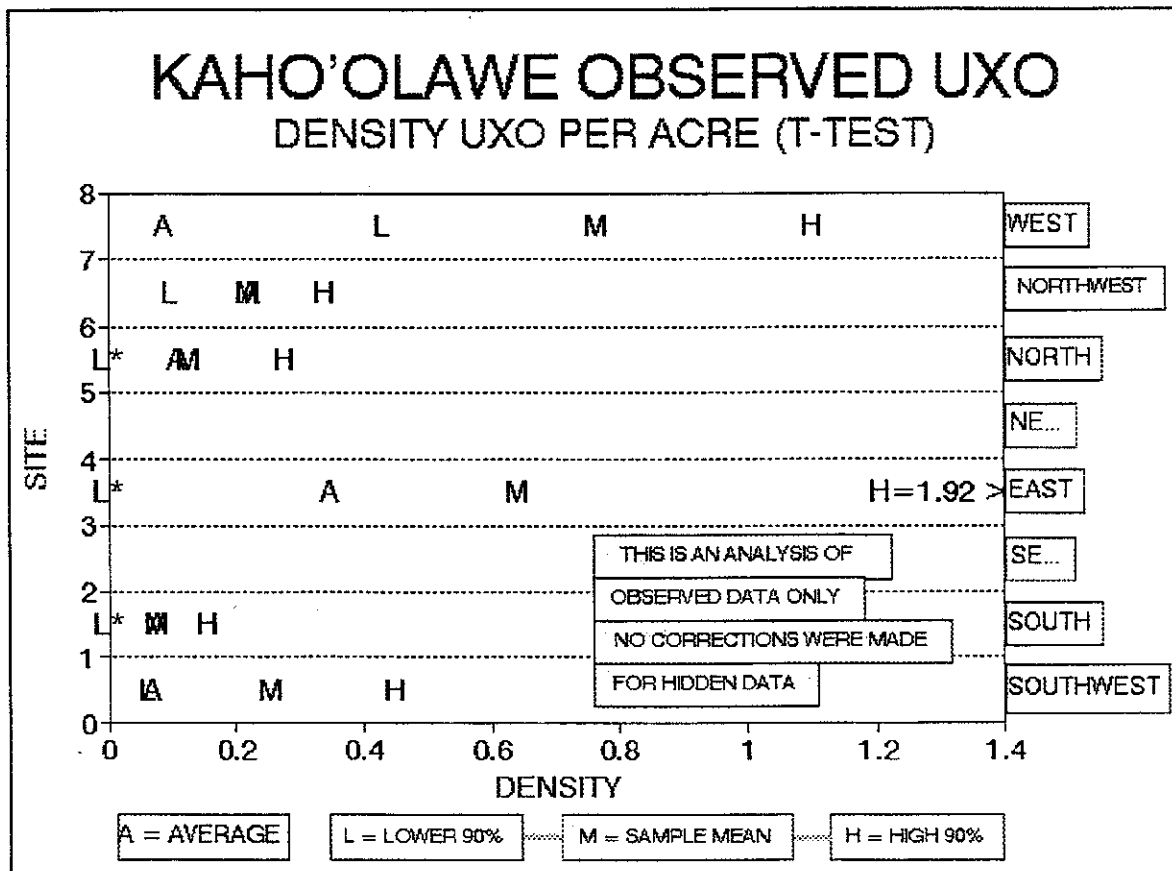 KAHO'OLAWE OBSERVED UXO
DENSITY UXO PER ACRE (T-TEST)
8
A L M H WEST
7
L H NORTHWEST
6
L* AM H NORTH
5
NE...
4
SITE
L* A M H=1.92 > EAST
3
THIS IS AN ANALYSIS OF SE...
2
OBSERVED DATA ONLY
L* H NO CORRECTIONS WERE MADE SOUTH
1
LA M H FOR HIDDEN DATA SOUTHWEST
0
0 0.2 0.4 0.6 0.8 1 1.2 1.4
DENSITY
A = AVERAGE L = LOWER 90% M = SAMPLE MEAN H = HIGH 90%